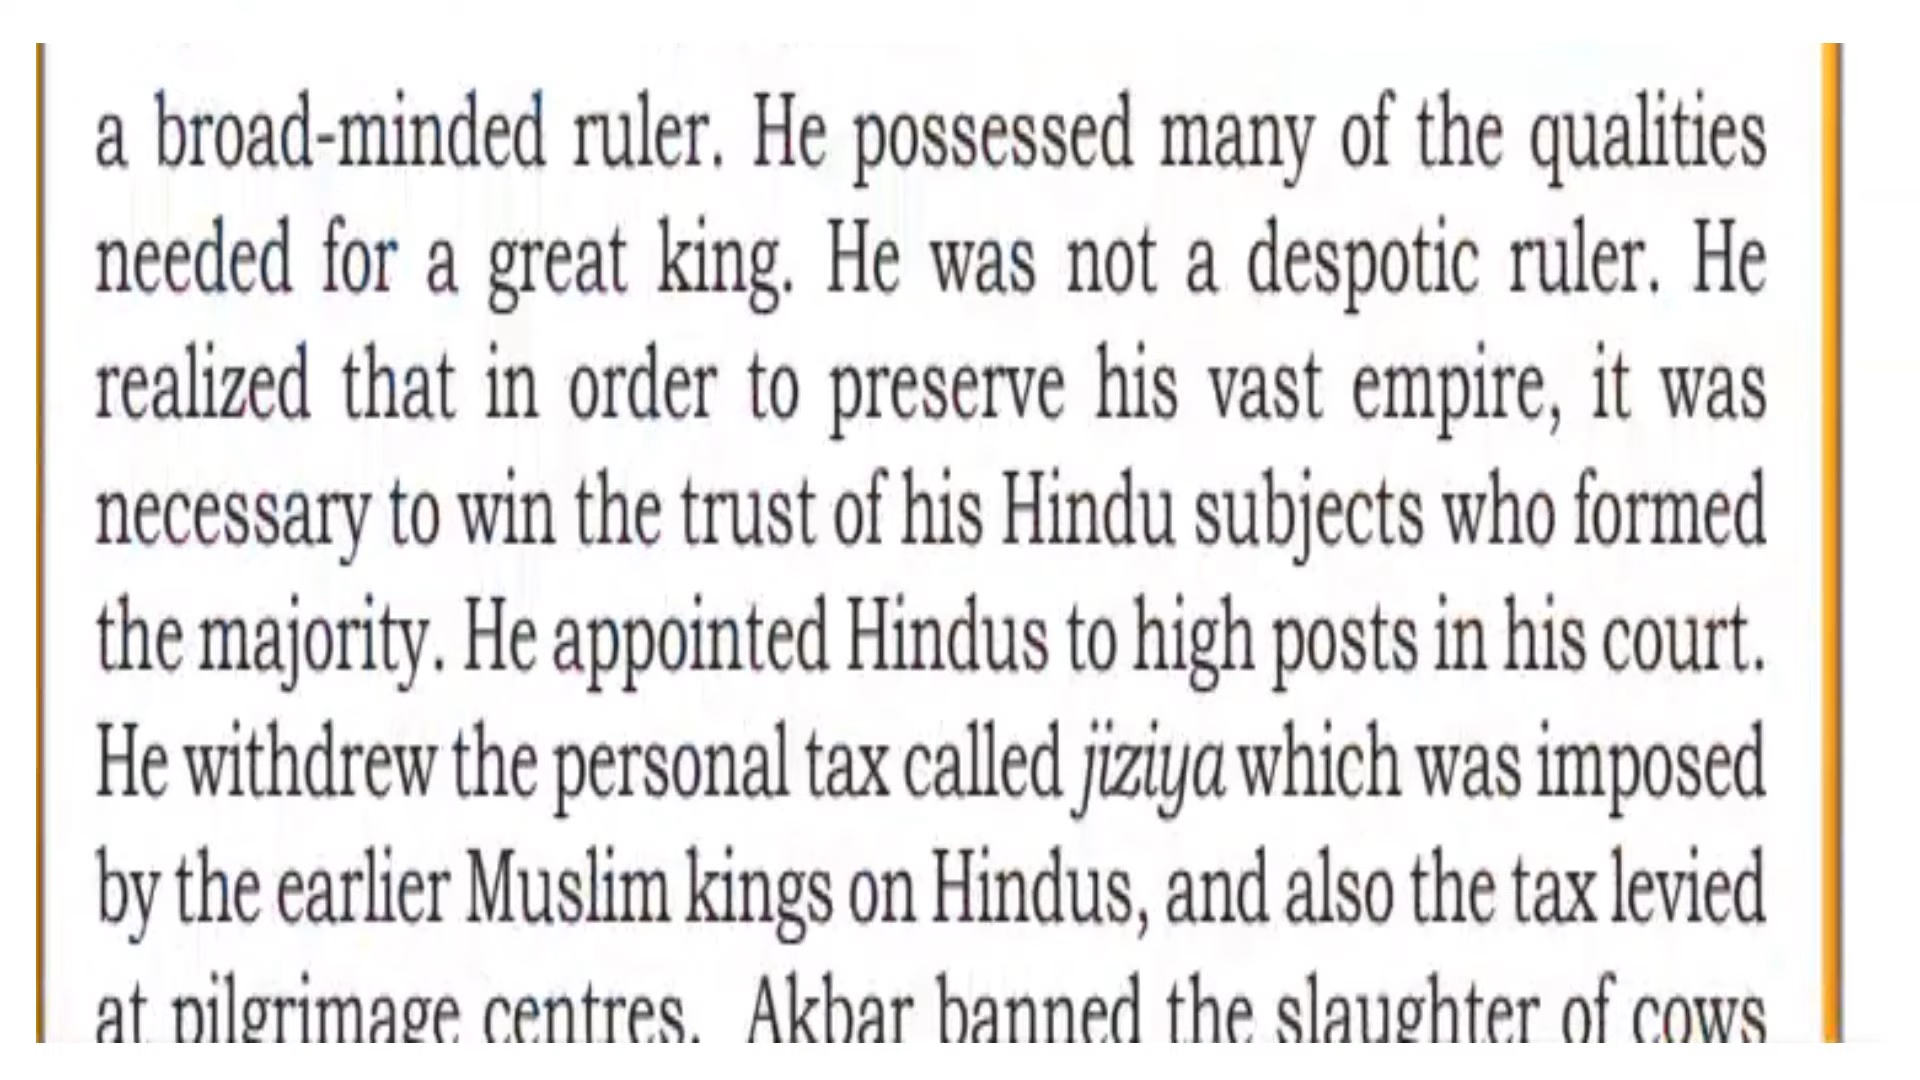 a broad-minded ruler. He possessed many of the qualities
needed for a great king. He was not a despotic ruler. He
realized that in order to preserve his vast empire, it was
necessary to win the trust of his Hindu subjects who formed
the majority. He appointed Hindus to high posts in his court.
He withdrew the personal tax called jiziya which was imposed
by the earlier Muslim kings on Hindus, and also the tax levied
at pilgrimage centres. Akbar banned the slaughter of cows